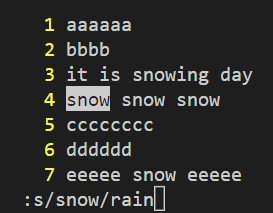 1 aaaaaa
2 bbbb
3 it is snowing day
4 snow snow snow
5 cccccccc
6 dddddd
7 eeeee snow eeeee
:s/snow/rain